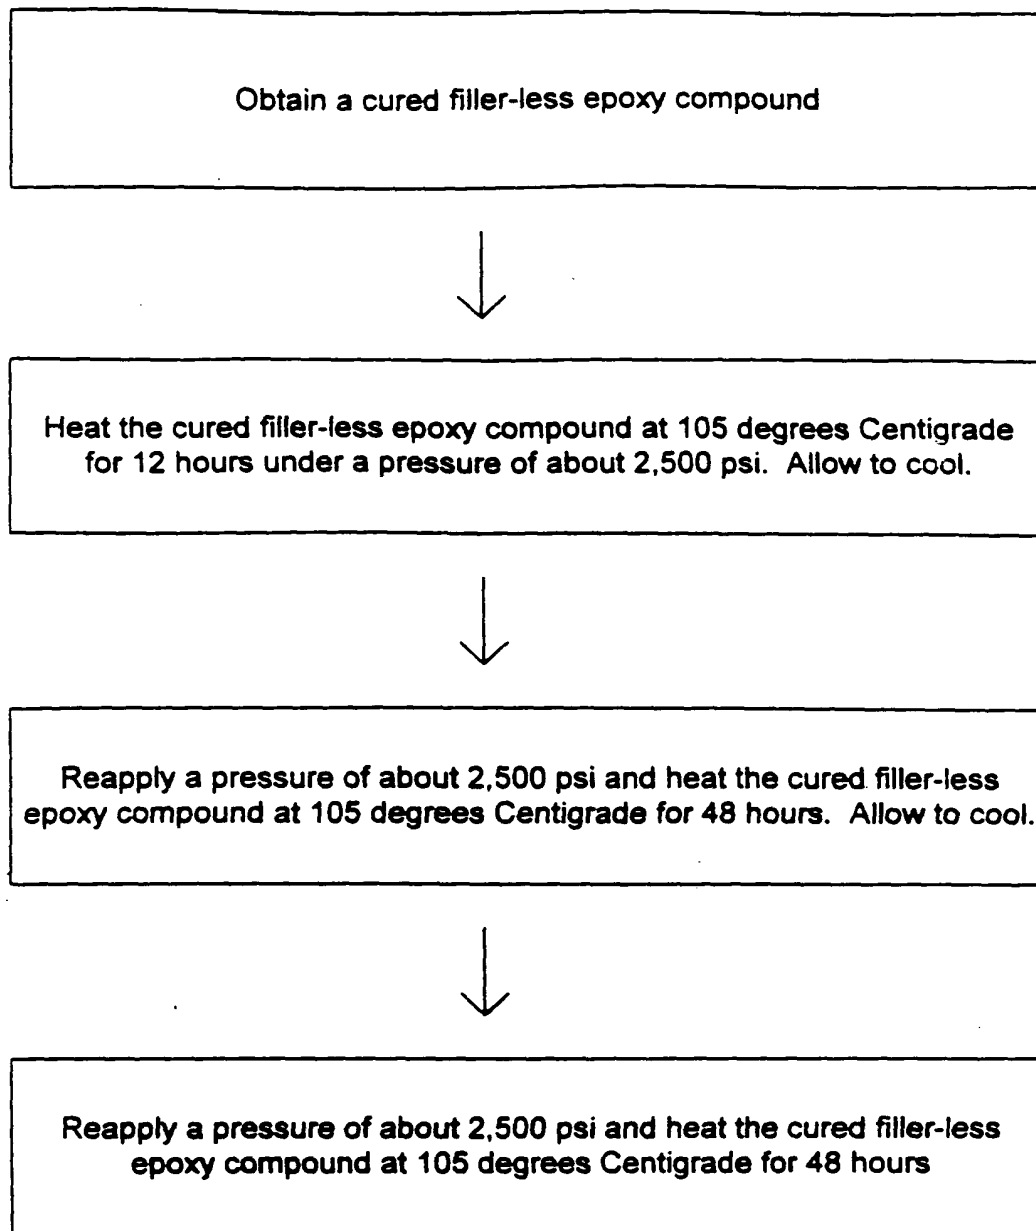 Obtain a cured filler-less epoxy compound
Heat the cured filler-less epoxy compound at 105 degrees Centigrade
for 12 hours under a pressure of about 2,500 psi. Allow to cool.
Reapply a pressure of about 2,500 psi and heat the cured filler-less
epoxy compound at 105 degrees Centigrade for 48 hours. Allow to cool.
Reapply a pressure of about 2,500 psi and heat the cured filler-less
epoxy compound at 105 degrees Centigrade for 48 hours